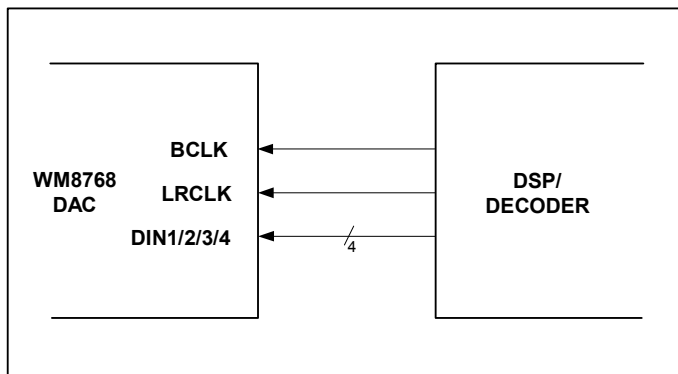 BCLK
WM8768
DAC
LRCLK
DIN1/2/3/4
4
DSP/
DECODER